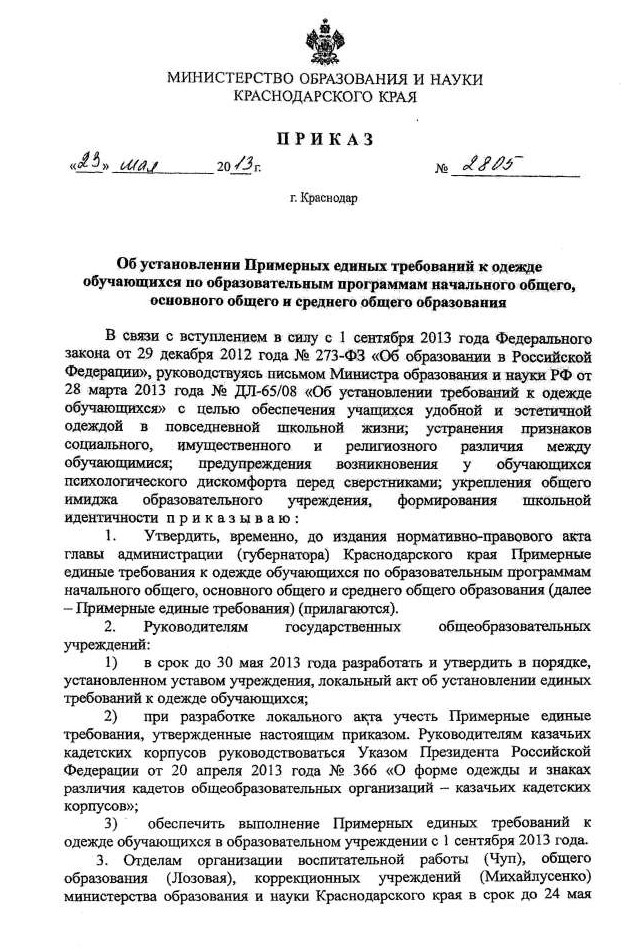 МИНИСТЕРСТВО ОБРАЗОВАНИЯ И НАУКИ
КРАСНОДАРСКОГО КРАЯ
ПРИКАЗ
«23» мая 2013 г. № 2805
г. Краснодар
Об установлении Примерных единых требований к одежде
обучающихся по образовательным программам начального общего,
основного общего и среднего общего образования
В связи с вступлением в силу с 1 сентября 2013 года Федерального
закона от 29 декабря 2012 года № 273-ФЗ «Об образовании в Российской
Федерации», руководствуясь письмом Министра образования и науки РФ от
28 марта 2013 года № ДЛ-65/08 «Об установлении требований к одежде
обучающихся» с целью обеспечения учащихся удобной и эстетичной
одеждой в повседневной школьной жизни; устранения признаков
социального, имущественного и религиозного различия между
обучающимися; предупреждения возникновения у обучающихся
психологического дискомфорта перед сверстниками; укрепления общего
имиджа образовательного учреждения, формирования школьной
идентичности п р и к а з ы в а ю :
1. Утвердить, временно, до издания нормативно-правового акта
главы администрации (губернатора) Краснодарского края Примерные
единые требования к одежде обучающихся по образовательным программам
начального общего, основного общего и среднего общего образования (далее
– Примерные единые требования) (прилагаются).
2. Руководителям государственных общеобразовательных
учреждений:
1) в срок до 30 мая 2013 года разработать и утвердить в порядке,
установленном уставом учреждения, локальный акт об установлении единых
требований к одежде обучающихся;
2) при разработке локального акта учесть Примерные единые
требования, утвержденные настоящим приказом. Руководителям казачьих
кадетских корпусов руководствоваться Указом Президента Российской
Федерации от 20 апреля 2013 года № 366 «О форме одежды и знаках
различия кадетов общеобразовательных организаций – казачьих кадетских
корпусов»;
3) обеспечить выполнение Примерных единых требований к
одежде обучающихся в образовательном учреждении с 1 сентября 2013 года.
3. Отделам организации воспитательной работы (Чуп), общего
образования (Лозовая), коррекционных учреждений (Михайлусенко)
министерства образования и науки Краснодарского края в срок до 24 мая